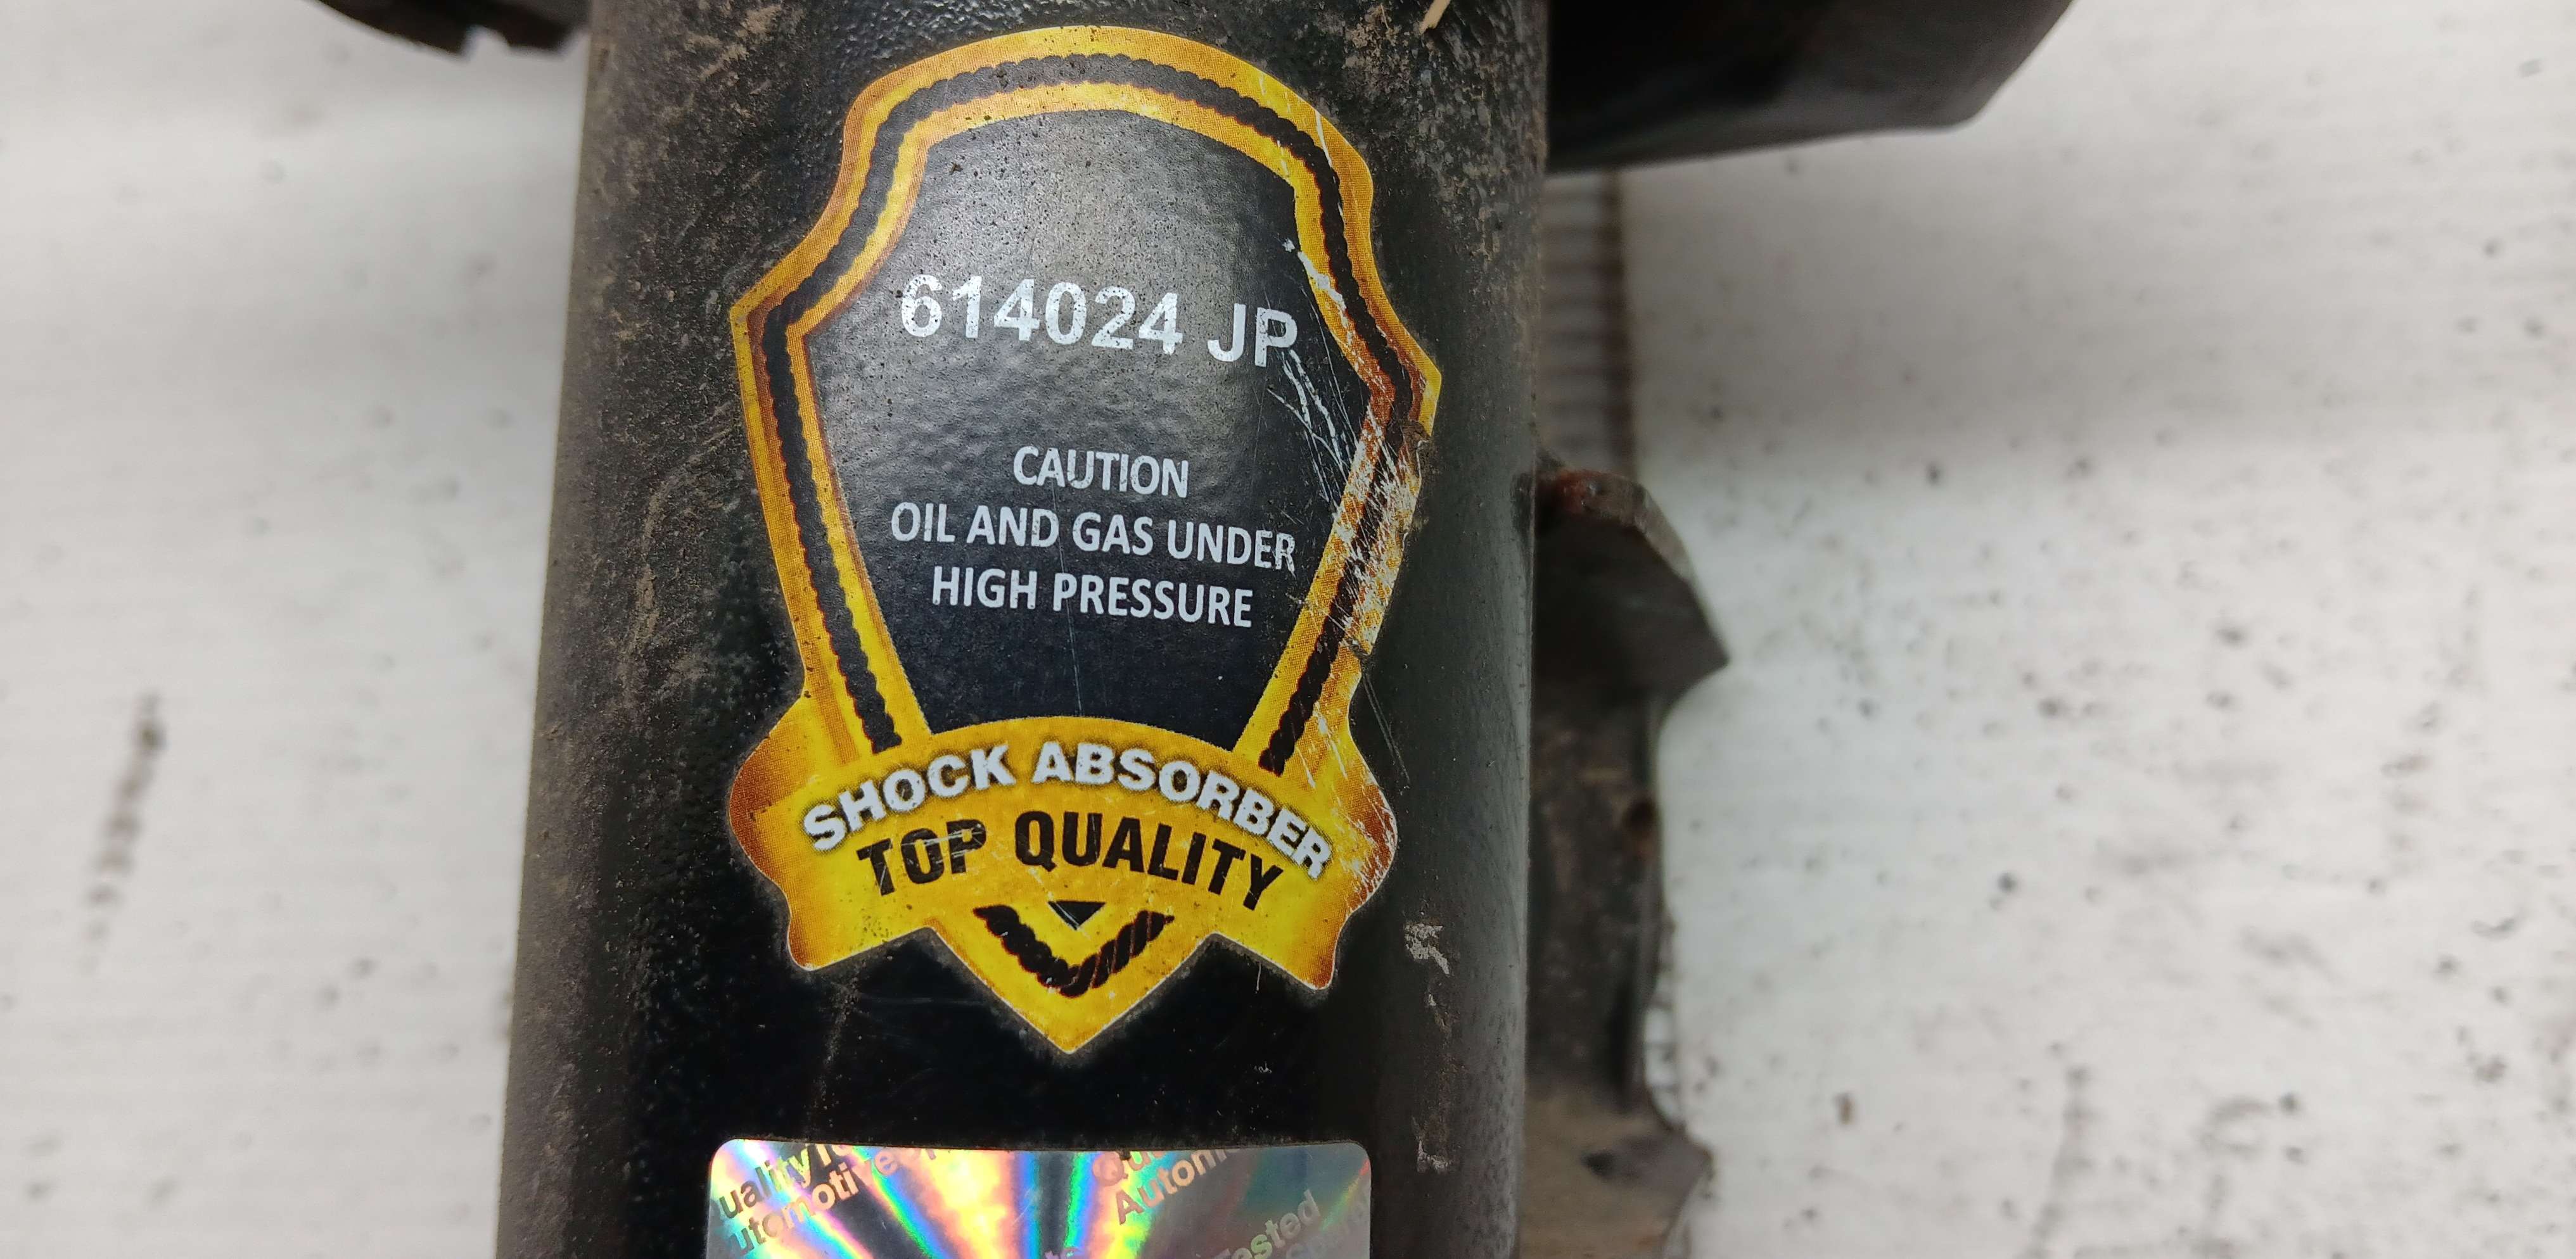 614024 JP
CAUTION
OIL AND GAS UNDER
HIGH PRESSURE
SHOCK ABSORBER
TOP QUALITY